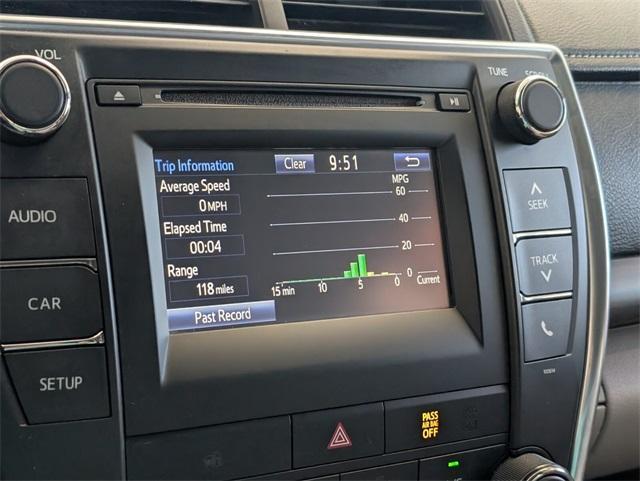 VOL
TUNE
Trip Information
Clear
9:51
Average Speed
0 MPH
Elapsed Time
00:04
Range
118 miles
Past Record
MPG
60
40
20
0
15 min
10
5
0
Current
AUDIO
CAR
SETUP
SEEK
TRACK
PASS
AIR BAG
OFF